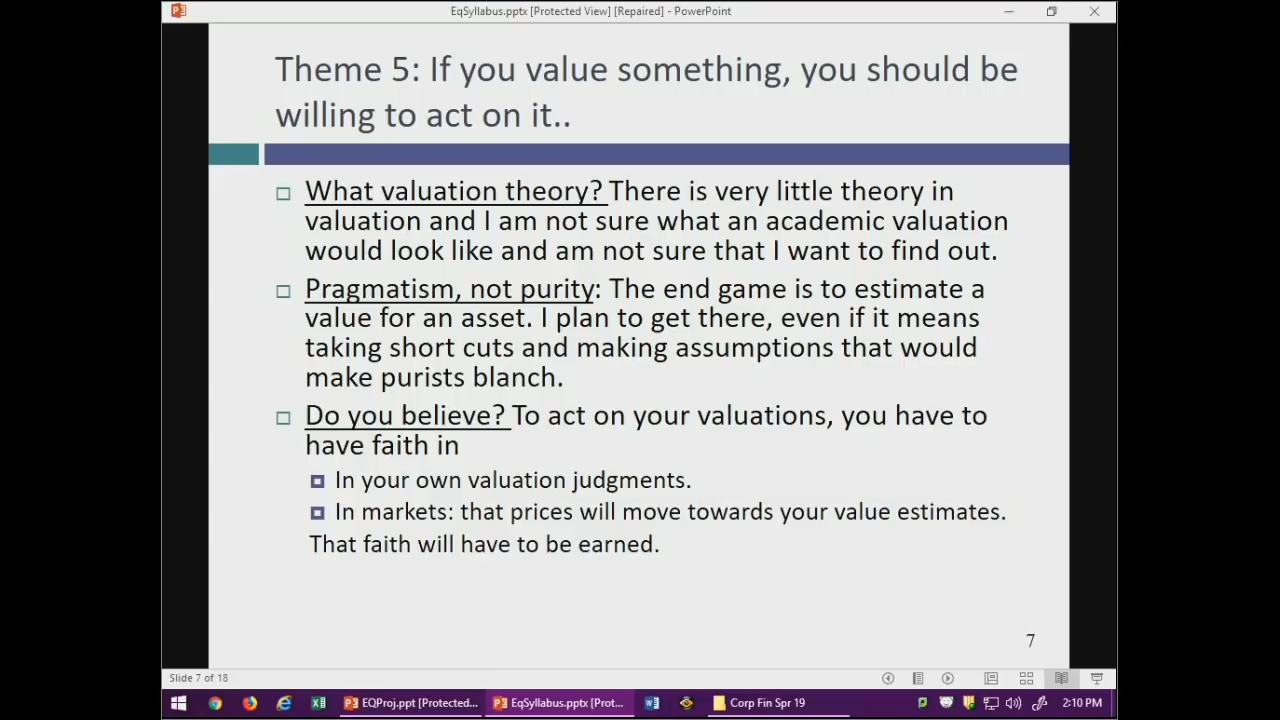 EqSyllabus.pptx [Protected View] [Repaired] - PowerPoint
Theme 5: If you value something, you should be
willing to act on it..
What valuation theory? There is very little theory in
valuation and I am not sure what an academic valuation
would look like and am not sure that I want to find out.
Pragmatism, not purity: The end game is to estimate a
value for an asset. I plan to get there, even if it means
taking short cuts and making assumptions that would
make purists blanch.
Do you believe? To act on your valuations, you have to
have faith in
In your own valuation judgments.
In markets: that prices will move towards your value estimates.
That faith will have to be earned.
7
Slide 7 of 18
EQProj.ppt [Protected... EqSyllabus.pptx [Prot... Corp Fin Spr 19 2:10 PM